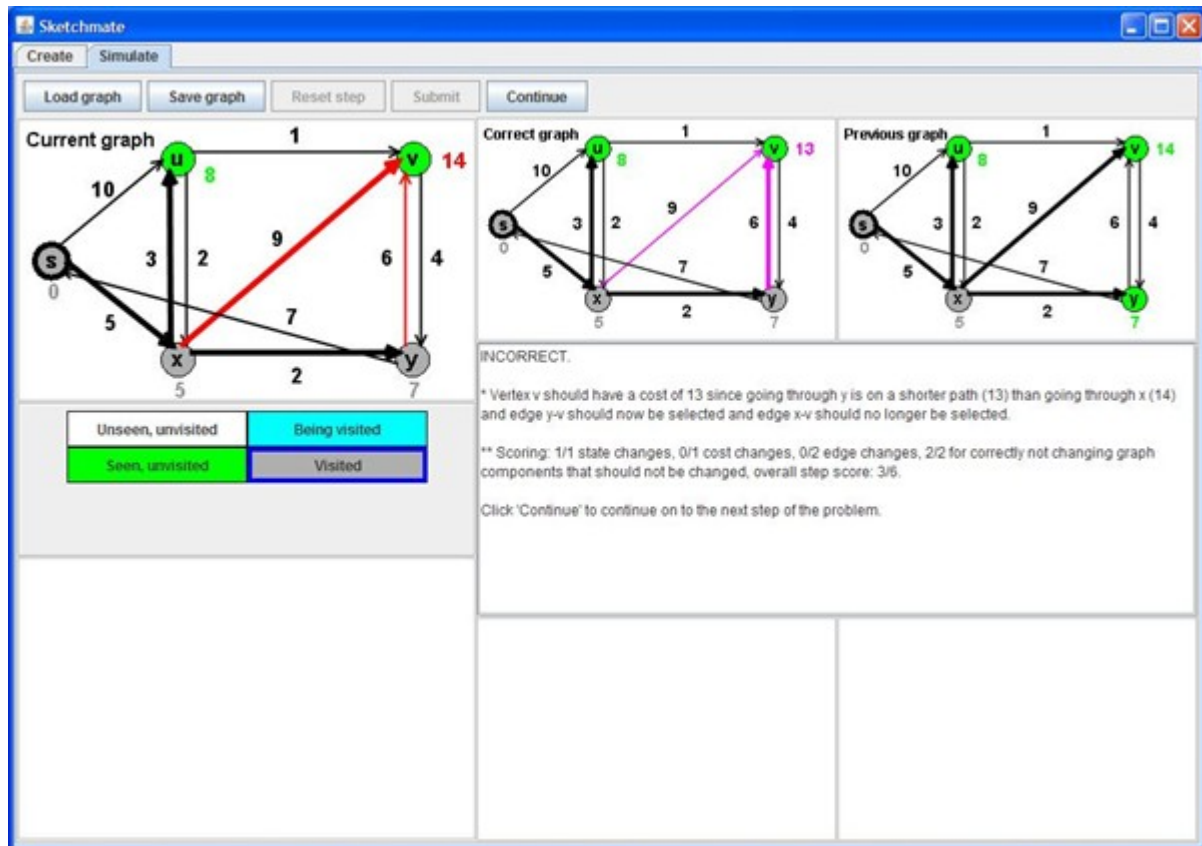 Sketchmate
Create Simulate
Load graph Save graph Reset step Submit Continue
Current graph
1
u
v
14
8
10
9
3
2
6
4
s
0
5
7
x
y
2
5
7
Correct graph
1
u
v
13
8
10
9
3
2
6
4
s
0
7
5
x
y
2
5
7
Previous graph
1
u
v
14
8
10
9
3
2
6
4
s
0
7
5
x
y
2
5
7
Unseen, unvisited Being visited
Seen, unvisited Visited
INCORRECT.
* Vertex v should have a cost of 13 since going through y is on a shorter path (13) than going through x (14)
and edge y-v should now be selected and edge x-v should no longer be selected.
** Scoring: 1/1 state changes, 0/1 cost changes, 0/2 edge changes, 2/2 for correctly not changing graph
components that should not be changed, overall step score: 3/6.
Click 'Continue' to continue on to the next step of the problem.